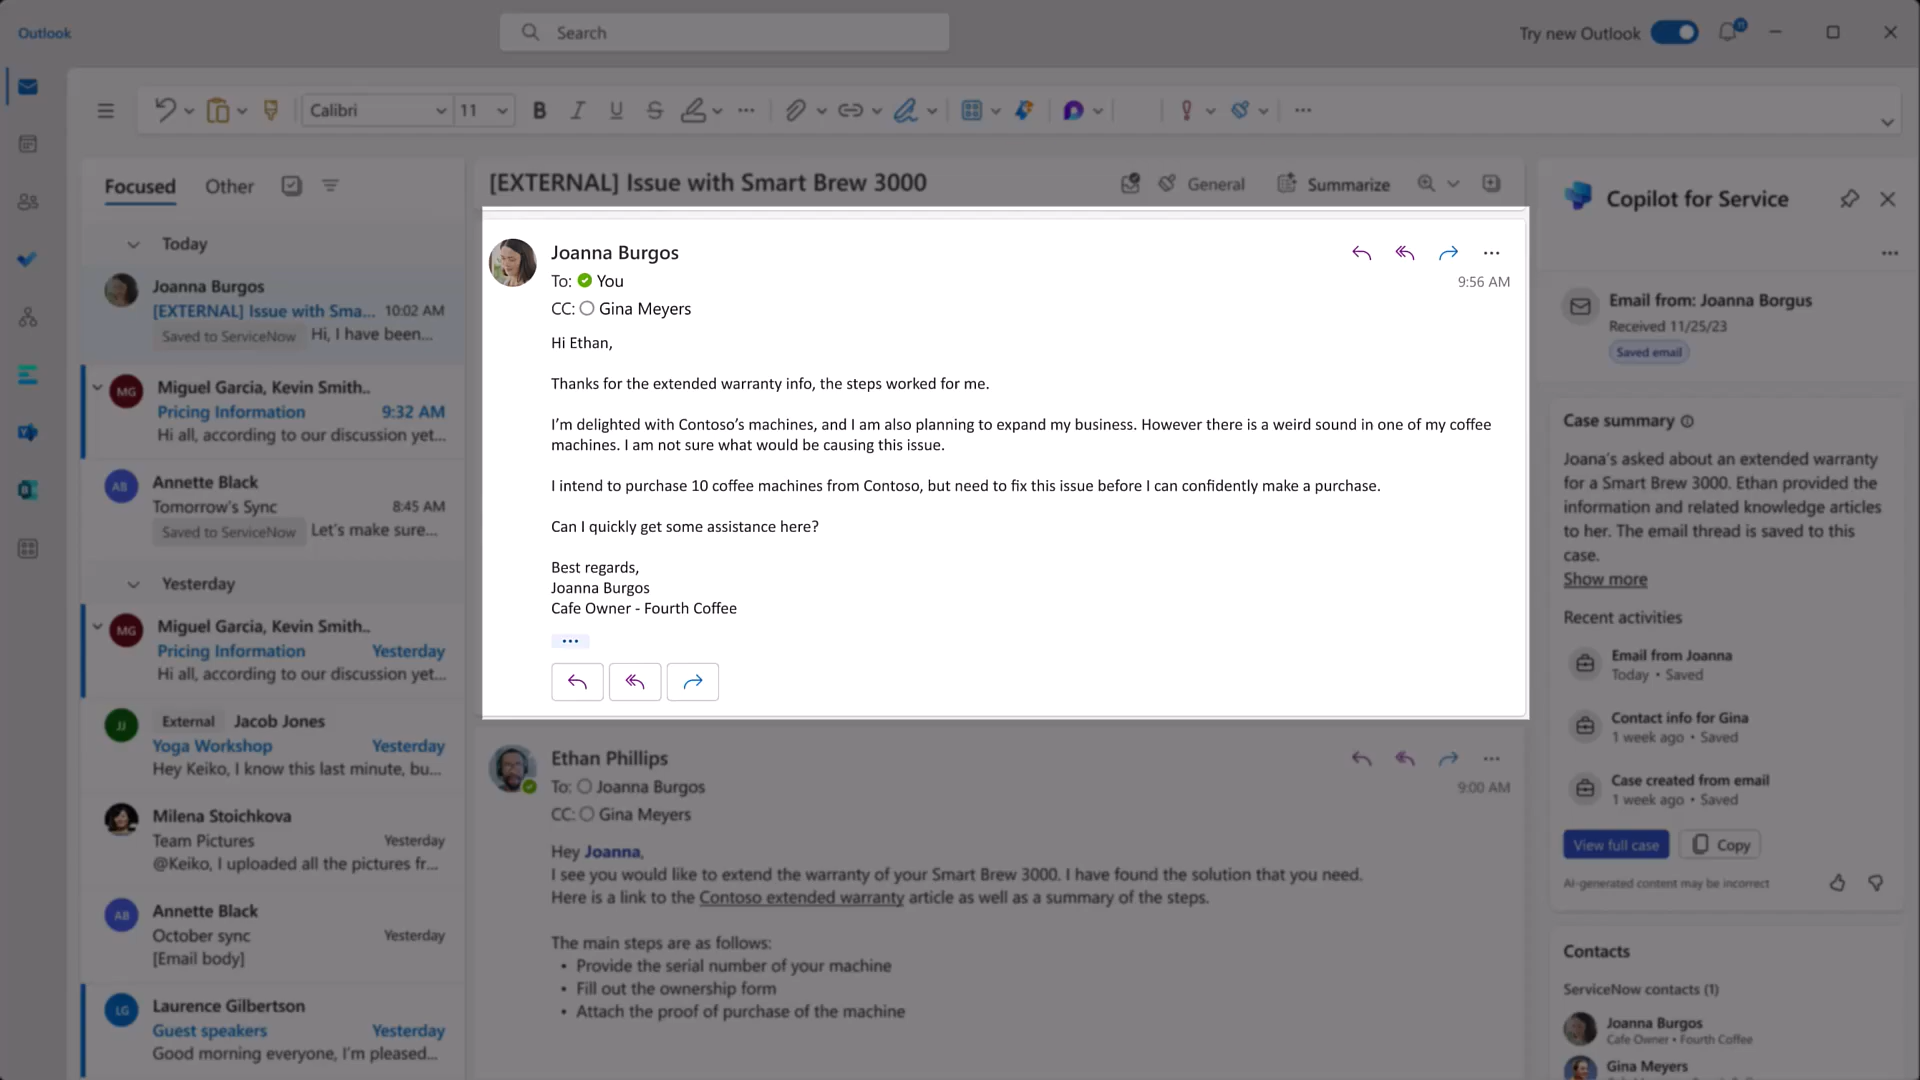 Outlook
Search
Try new Outlook
Calibri
11
B
I
U
S
Focused
Other
Today
Joanna Burgos
[EXTERNAL] Issue with Sma...
10:02 AM
Saved to ServiceNow
Hi, I have been...
MG
Miguel Garcia, Kevin Smith..
Pricing Information
9:32 AM
Hi all, according to our discussion yet...
AB
Annette Black
Tomorrow's Sync
8:45 AM
Saved to ServiceNow
Let's make sure...
Yesterday
MG
Miguel Garcia, Kevin Smith..
Pricing Information
Yesterday
Hi all, according to our discussion yet...
JJ
External
Jacob Jones
Yoga Workshop
Yesterday
Hey Keiko, I know this last minute, bu...
Milena Stoichkova
Team Pictures
Yesterday
@Keiko, I uploaded all the pictures fr...
AB
Annette Black
October sync
Yesterday
[Email body]
LG
Laurence Gilbertson
Guest speakers
Yesterday
Good morning everyone, I'm pleased...
[EXTERNAL] Issue with Smart Brew 3000
General
Summarize
Joanna Burgos
To: You
9:56 AM
CC: Gina Meyers
Hi Ethan,
Thanks for the extended warranty info, the steps worked for me.
I'm delighted with Contoso's machines, and I am also planning to expand my business. However there is a weird sound in one of my coffee
machines. I am not sure what would be causing this issue.
I intend to purchase 10 coffee machines from Contoso, but need to fix this issue before I can confidently make a purchase.
Can I quickly get some assistance here?
Best regards,
Joanna Burgos
Cafe Owner - Fourth Coffee
Ethan Phillips
To: Joanna Burgos
9:00 AM
CC: Gina Meyers
Hey Joanna,
I see you would like to extend the warranty of your Smart Brew 3000. I have found the solution that you need.
Here is a link to the Contoso extended warranty article as well as a summary of the steps.
The main steps are as follows:
• Provide the serial number of your machine
• Fill out the ownership form
• Attach the proof of purchase of the machine
Copilot for Service
Email from: Joanna Borgus
Received 11/25/23
Saved email
Case summary
Joana's asked about an extended warranty
for a Smart Brew 3000. Ethan provided the
information and related knowledge articles
to her. The email thread is saved to this
case.
Show more
Recent activities
Email from Joanna
Today • Saved
Contact info for Gina
1 week ago • Saved
Case created from email
1 week ago • Saved
View full case
Copy
AI-generated content may be incorrect
Contacts
ServiceNow contacts (1)
Joanna Burgos
Cafe Owner • Fourth Coffee
Gina Meyers